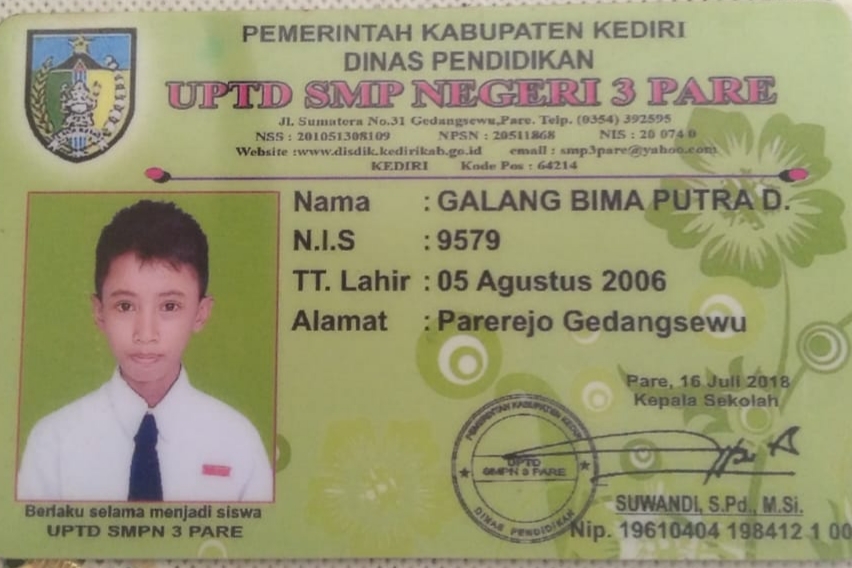 PEMERINTAH KABUPATEN KEDIRI
DINAS PENDIDIKAN
UPTD SMP NEGERI 3 PARE
Jl. Sumatera No.31 Gedangsewu,Pare. Telp. (0354) 392595
NSS : 201051308109 NPSN : 20511868 NIS : 20 074 0
Website :www.disdik.kedirikab.go.id email : smp3pare@yahoo.com
KEDIRI Kode Pos : 64214
Nama : GALANG BIMA PUTRA D.
N.I.S : 9579
TT. Lahir : 05 Agustus 2006
Alamat : Parerejo Gedangsewu
Pare, 16 Juli 2018
Kepala Sekolah
PEMERINTAH KABUPATEN KEDIRI
UPTD
SMPN 3 PARE
DINAS PENDIDIKAN
SUWANDI, S.Pd., M.Si.
Nip. 19610404 198412 1 00
Berlaku selama menjadi siswa
UPTD SMPN 3 PARE